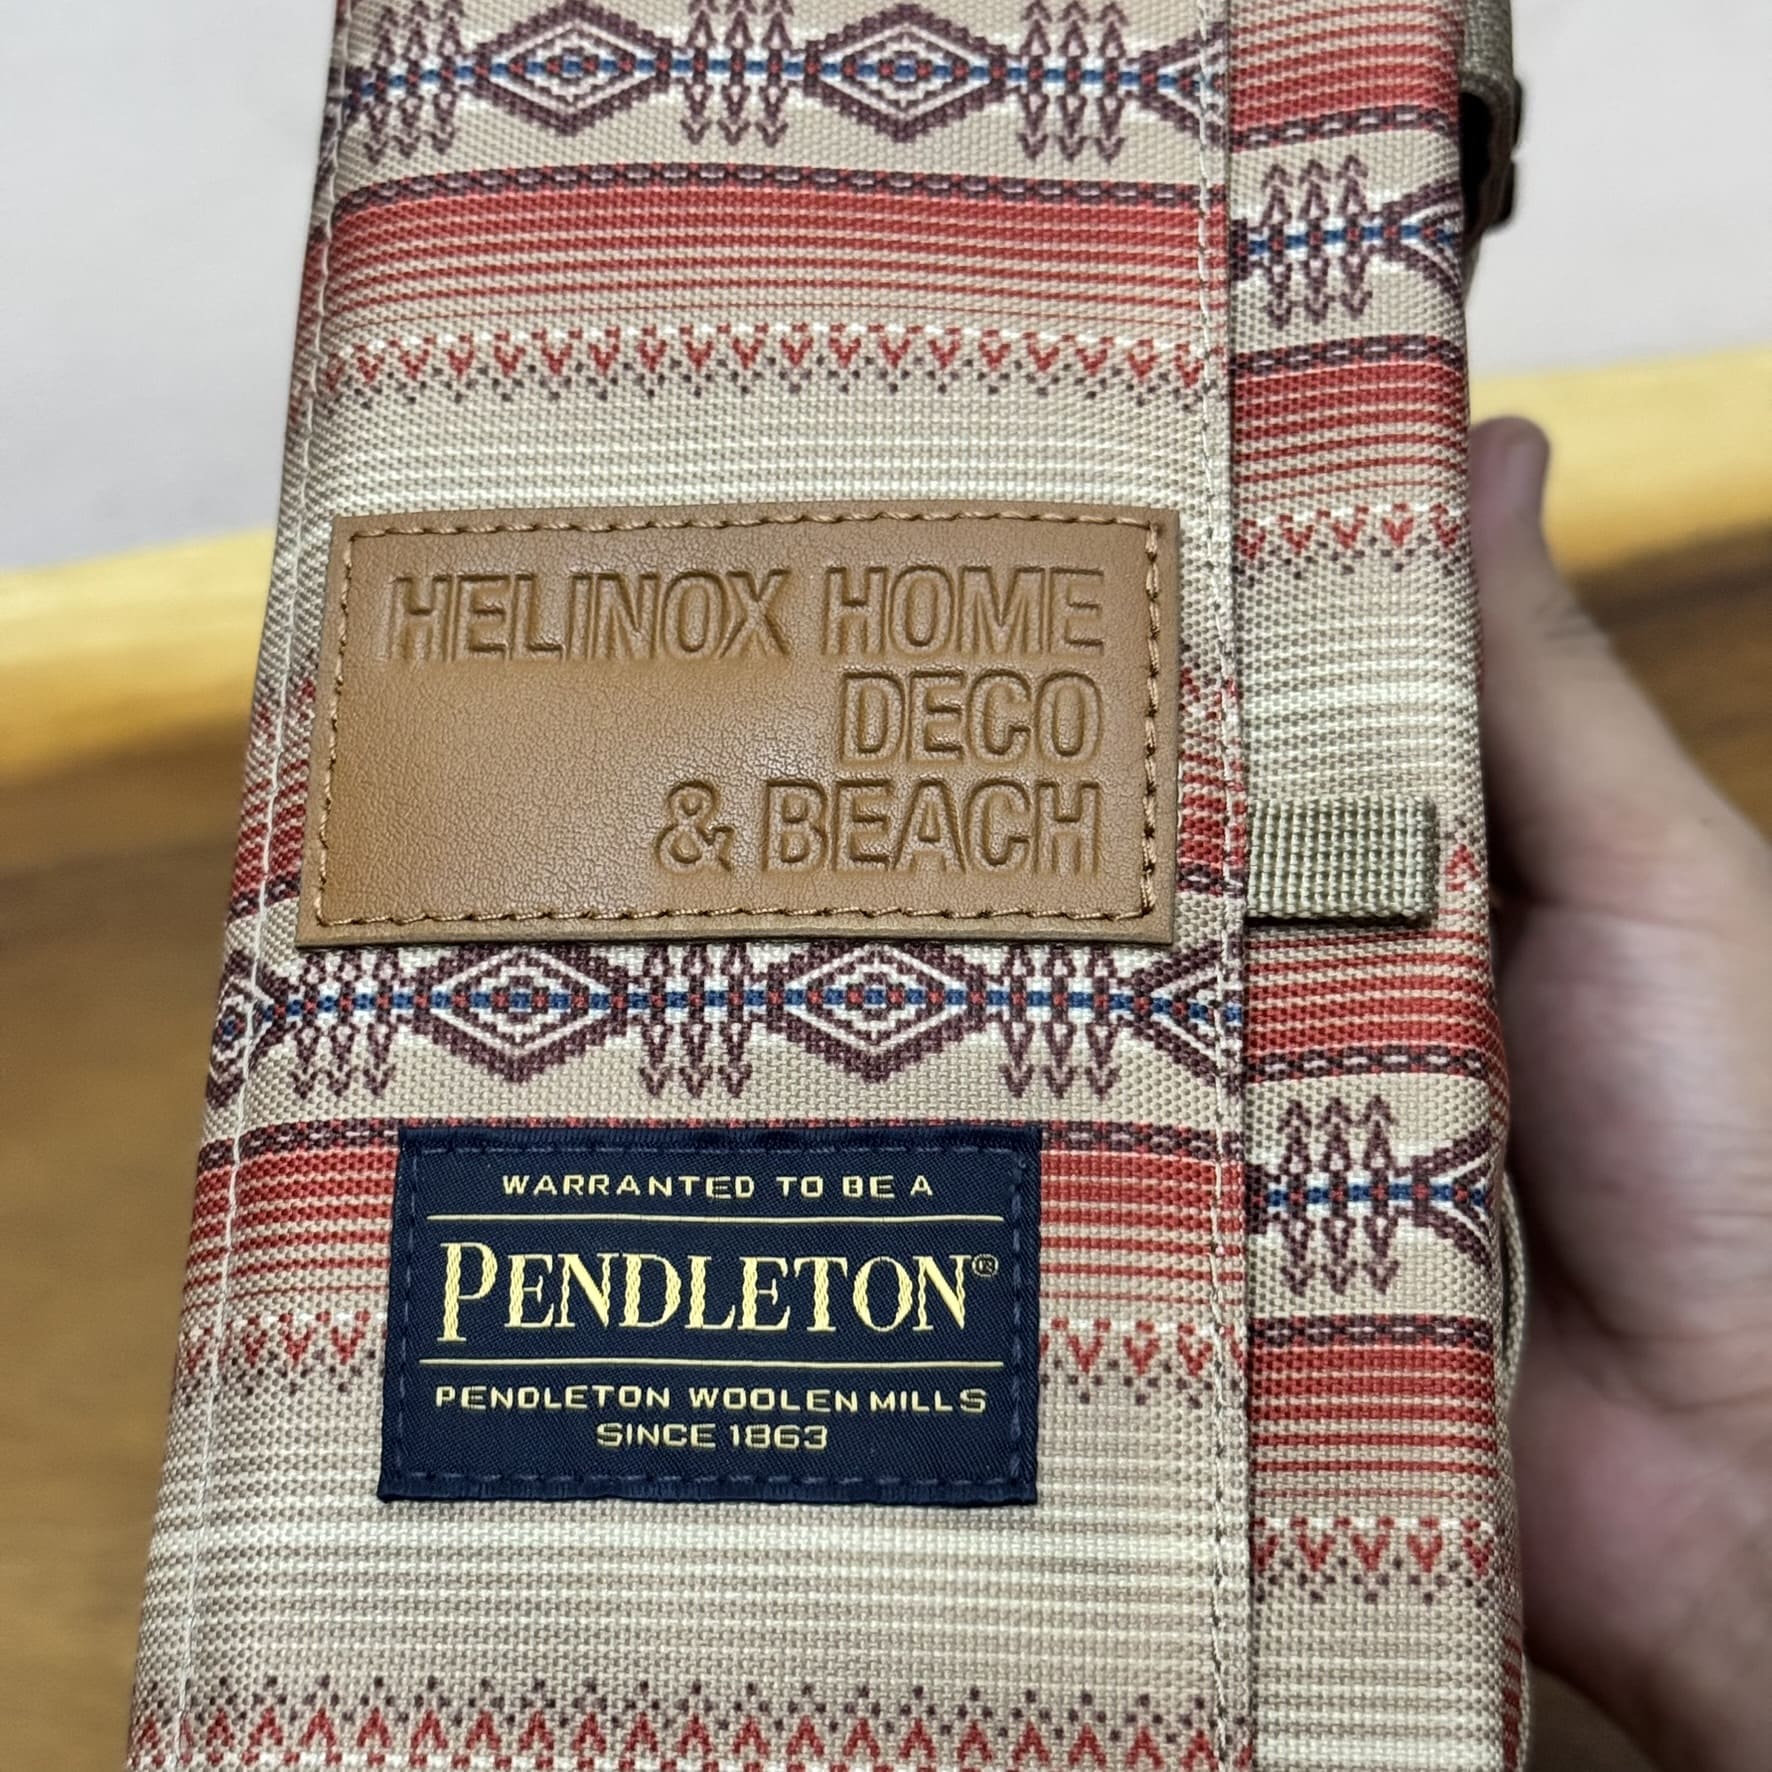 HELINOX HOME
DECO
& BEACH
WARRANTED TO BE A
PENDLETON®
PENDLETON WOOLEN MILLS
SINCE 1863